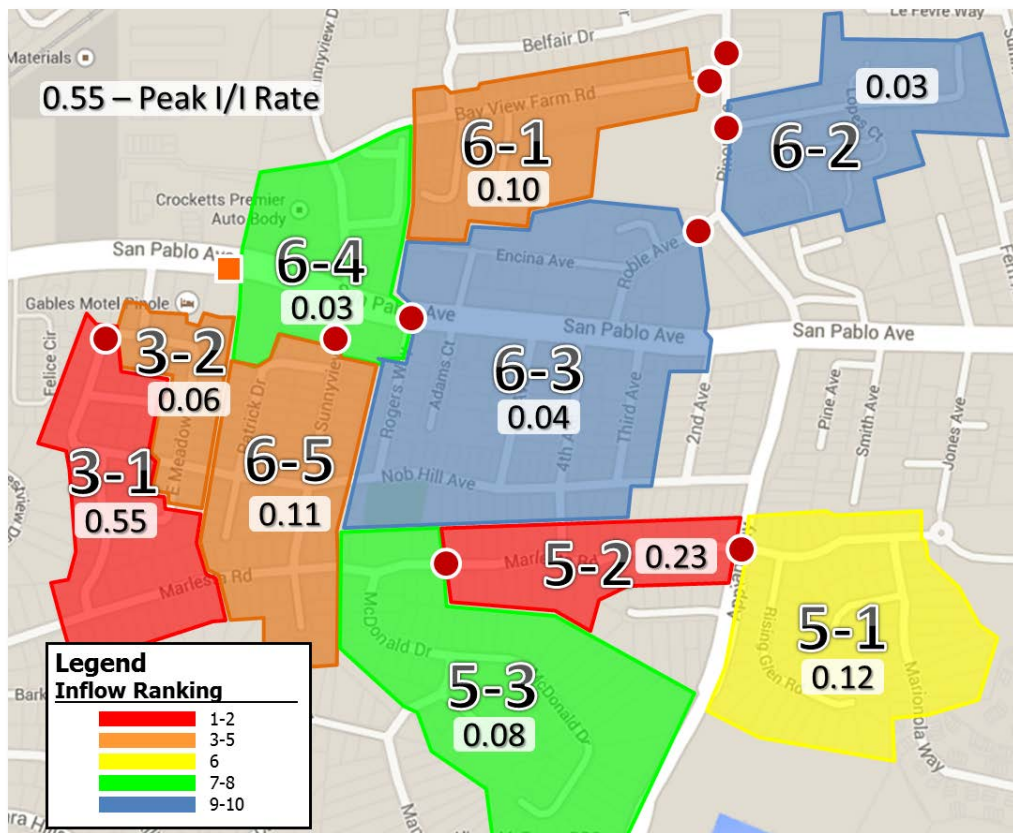 Le Fevre Way
Belfair Dr
Materials
0.55 – Peak I/I Rate
Bay View Farm Rd
0.03
Lopes Ct
6-1
0.10
6-2
Crocketts Premier
Auto Body
San Pablo Ave
6-4
0.03
Encina Ave
Roble Ave
Gables Motel Pinole
San Pablo Ave
San Pablo Ave
Felice Cir
3-2
0.06
Adams Ct
6-3
0.04
Third Ave
2nd Ave
Pine Ave
Smith Ave
Jones Ave
3-1
0.55
E Meadow
6-5
0.11
Nob Hill Ave
Marlesta Rd
5-2
0.23
McDonald Dr
McDonald Dr
5-3
0.08
5-1
0.12
Rising Glen Rd
Marionola Way
Legend
Inflow Ranking
1-2
3-5
6
7-8
9-10